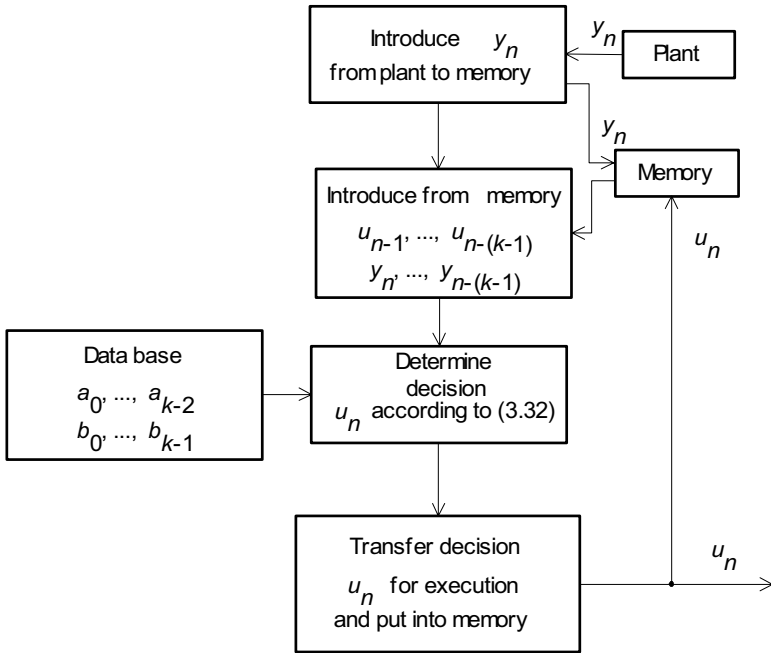 Introduce y_n
from plant to memory
y_n
Plant
y_n
Memory
Introduce from memory
u_{n-1}, ..., u_{n-(k-1)}
y_n, ..., y_{n-(k-1)}
u_n
Data base
a_0, ..., a_{k-2}
b_0, ..., b_{k-1}
Determine
decision
u_n according to (3.32)
Transfer decision
u_n for execution
and put into memory
u_n